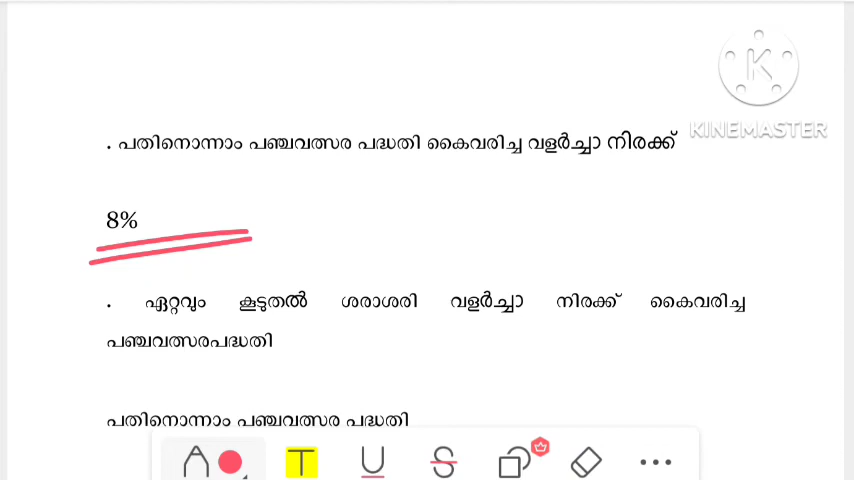 KINEMASTER
. പതിനൊന്നാം പഞ്ചവത്സര പദ്ധതി കൈവരിച്ച വളർച്ചാ നിരക്ക്
8%
. ഏറ്റവും കൂടുതൽ ശരാശരി വളർച്ചാ നിരക്ക് കൈവരിച്ച
പഞ്ചവത്സരപദ്ധതി
പതിനൊന്നാം പഞ്ചവത്സര പദ്ധതി